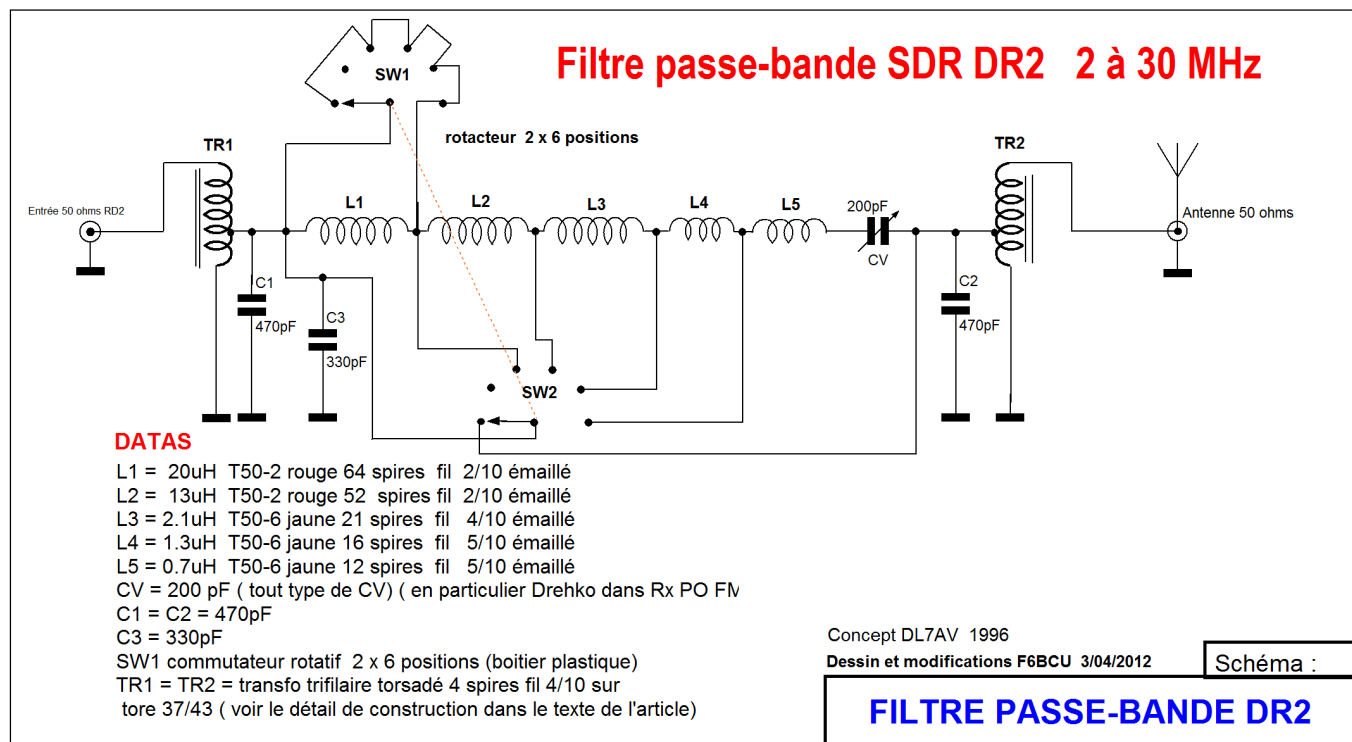 Filtre passe-bande SDR DR2 2 à 30 MHz
SW1
rotacteur 2 x 6 positions
TR1
TR2
Entrée 50 ohms RD2
L1
L2
L3
L4
L5
200pF
CV
Antenne 50 ohms
C1
470pF
C3
330pF
C2
470pF
SW2
DATAS
L1 = 20uH T50-2 rouge 64 spires fil 2/10 émaillé
L2 = 13uH T50-2 rouge 52 spires fil 2/10 émaillé
L3 = 2.1uH T50-6 jaune 21 spires fil 4/10 émaillé
L4 = 1.3uH T50-6 jaune 16 spires fil 5/10 émaillé
L5 = 0.7uH T50-6 jaune 12 spires fil 5/10 émaillé
CV = 200 pF ( tout type de CV) ( en particulier Drehko dans Rx PO FM
C1 = C2 = 470pF
C3 = 330pF
SW1 commutateur rotatif 2 x 6 positions (boitier plastique)
TR1 = TR2 = transfo trifilaire torsadé 4 spires fil 4/10 sur
tore 37/43 ( voir le détail de construction dans le texte de l'article)
Concept DL7AV 1996
Dessin et modifications F6BCU 3/04/2012
Schéma :
FILTRE PASSE-BANDE DR2